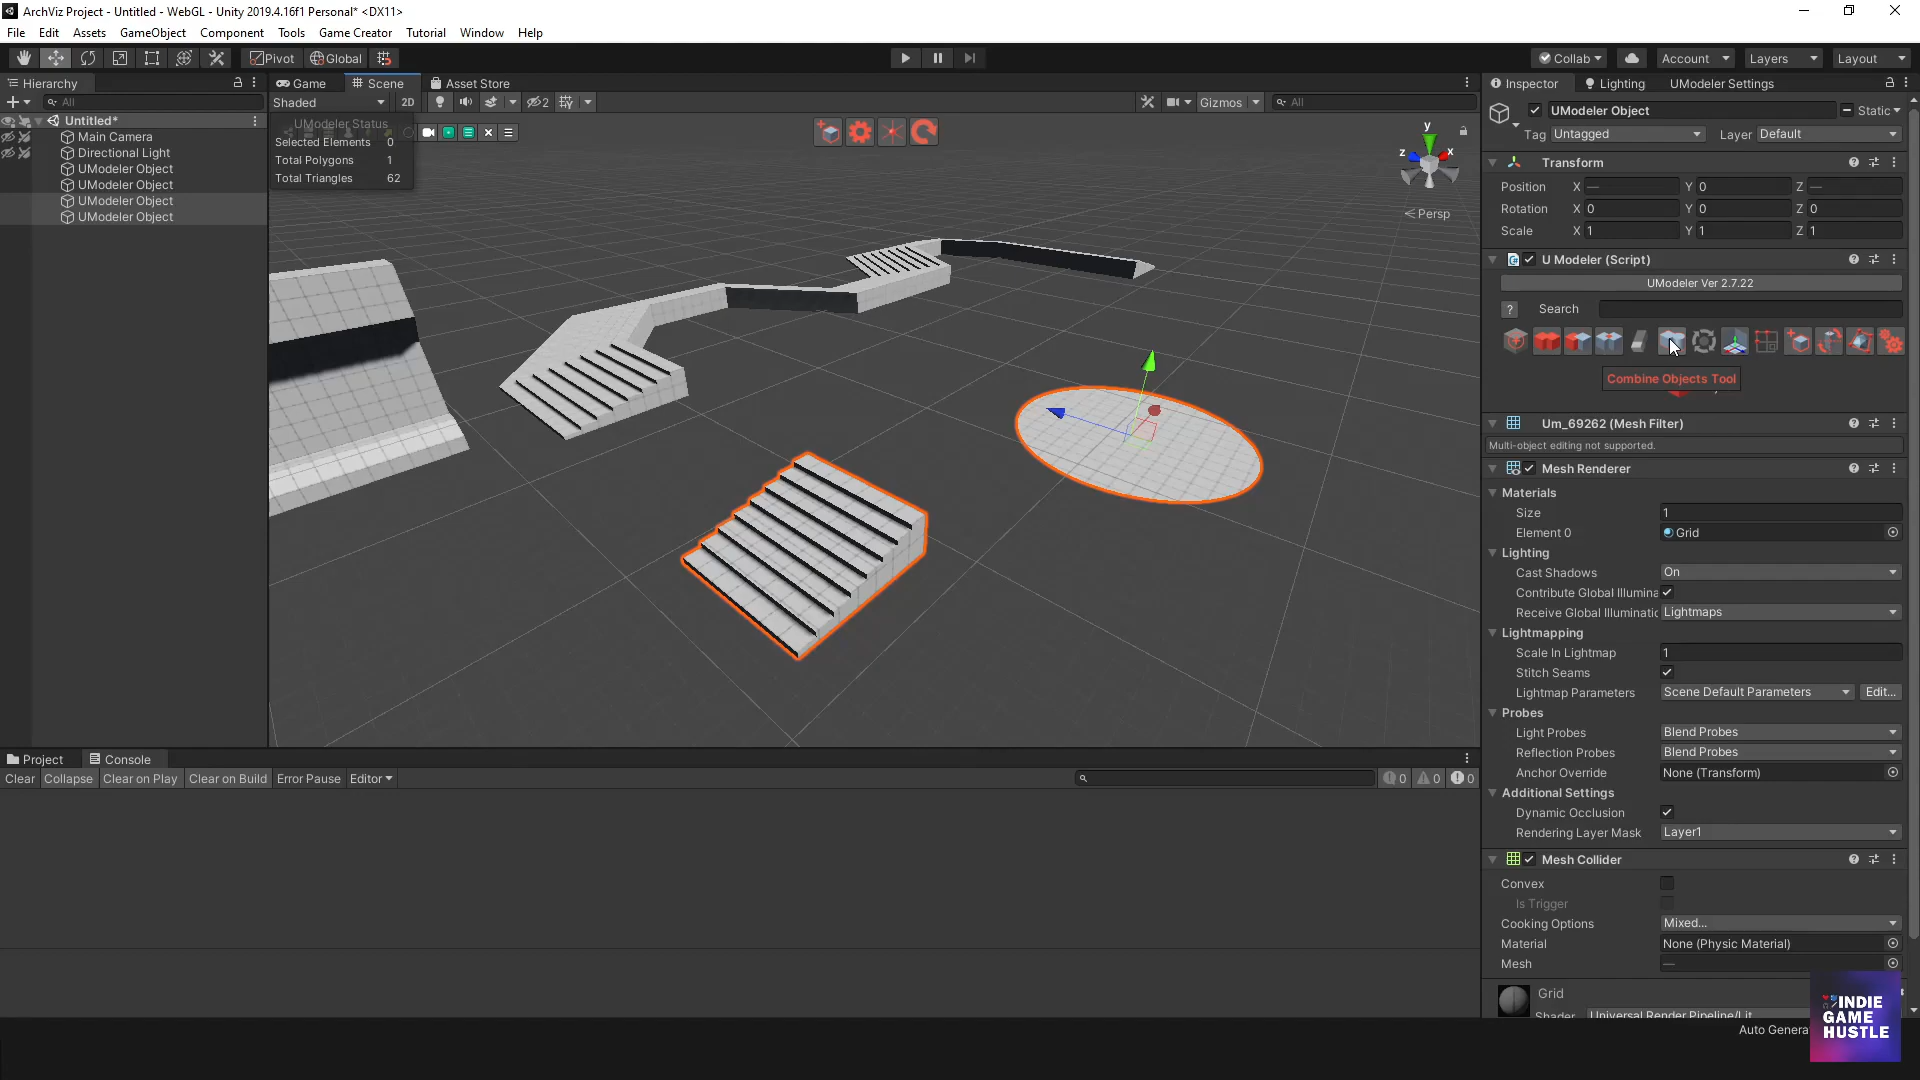 ArchViz Project - Untitled - WebGL - Unity 2019.4.16f1 Personal* <DX11>
File Edit Assets GameObject Component Tools Game Creator Tutorial Window Help
Pivot Global Collab Account Layers Layout
Hierarchy Game Scene Asset Store Inspector Lighting UModeler Settings
All Shaded 2D 2 Gizmos All
Untitled*
Main Camera
Directional Light
UModeler Object
UModeler Object
UModeler Object
UModeler Object
UModeler Status
Selected Elements 0
Total Polygons 1
Total Triangles 62
y
z x
Persp
UModeler Object Static
Tag Untagged Layer Default
Transform
Position X — Y 0 Z —
Rotation X 0 Y 0 Z 0
Scale X 1 Y 1 Z 1
U Modeler (Script)
UModeler Ver 2.7.22
? Search
Combine Objects Tool
Um_69262 (Mesh Filter)
Multi-object editing not supported.
Mesh Renderer
Materials
Size 1
Element 0 Grid
Lighting
Cast Shadows On
Contribute Global Illumina
Receive Global Illuminatic Lightmaps
Lightmapping
Scale In Lightmap 1
Stitch Seams
Lightmap Parameters Scene Default Parameters Edit...
Probes
Light Probes Blend Probes
Reflection Probes Blend Probes
Anchor Override None (Transform)
Additional Settings
Dynamic Occlusion
Rendering Layer Mask Layer1
Mesh Collider
Convex
Is Trigger
Cooking Options Mixed...
Material None (Physic Material)
Mesh —
Grid
Shader Universal Render Pipeline/Lit
Auto Genera
Project Console
Clear Collapse Clear on Play Clear on Build Error Pause Editor 0 0 0
INDIE
GAME
HUSTLE